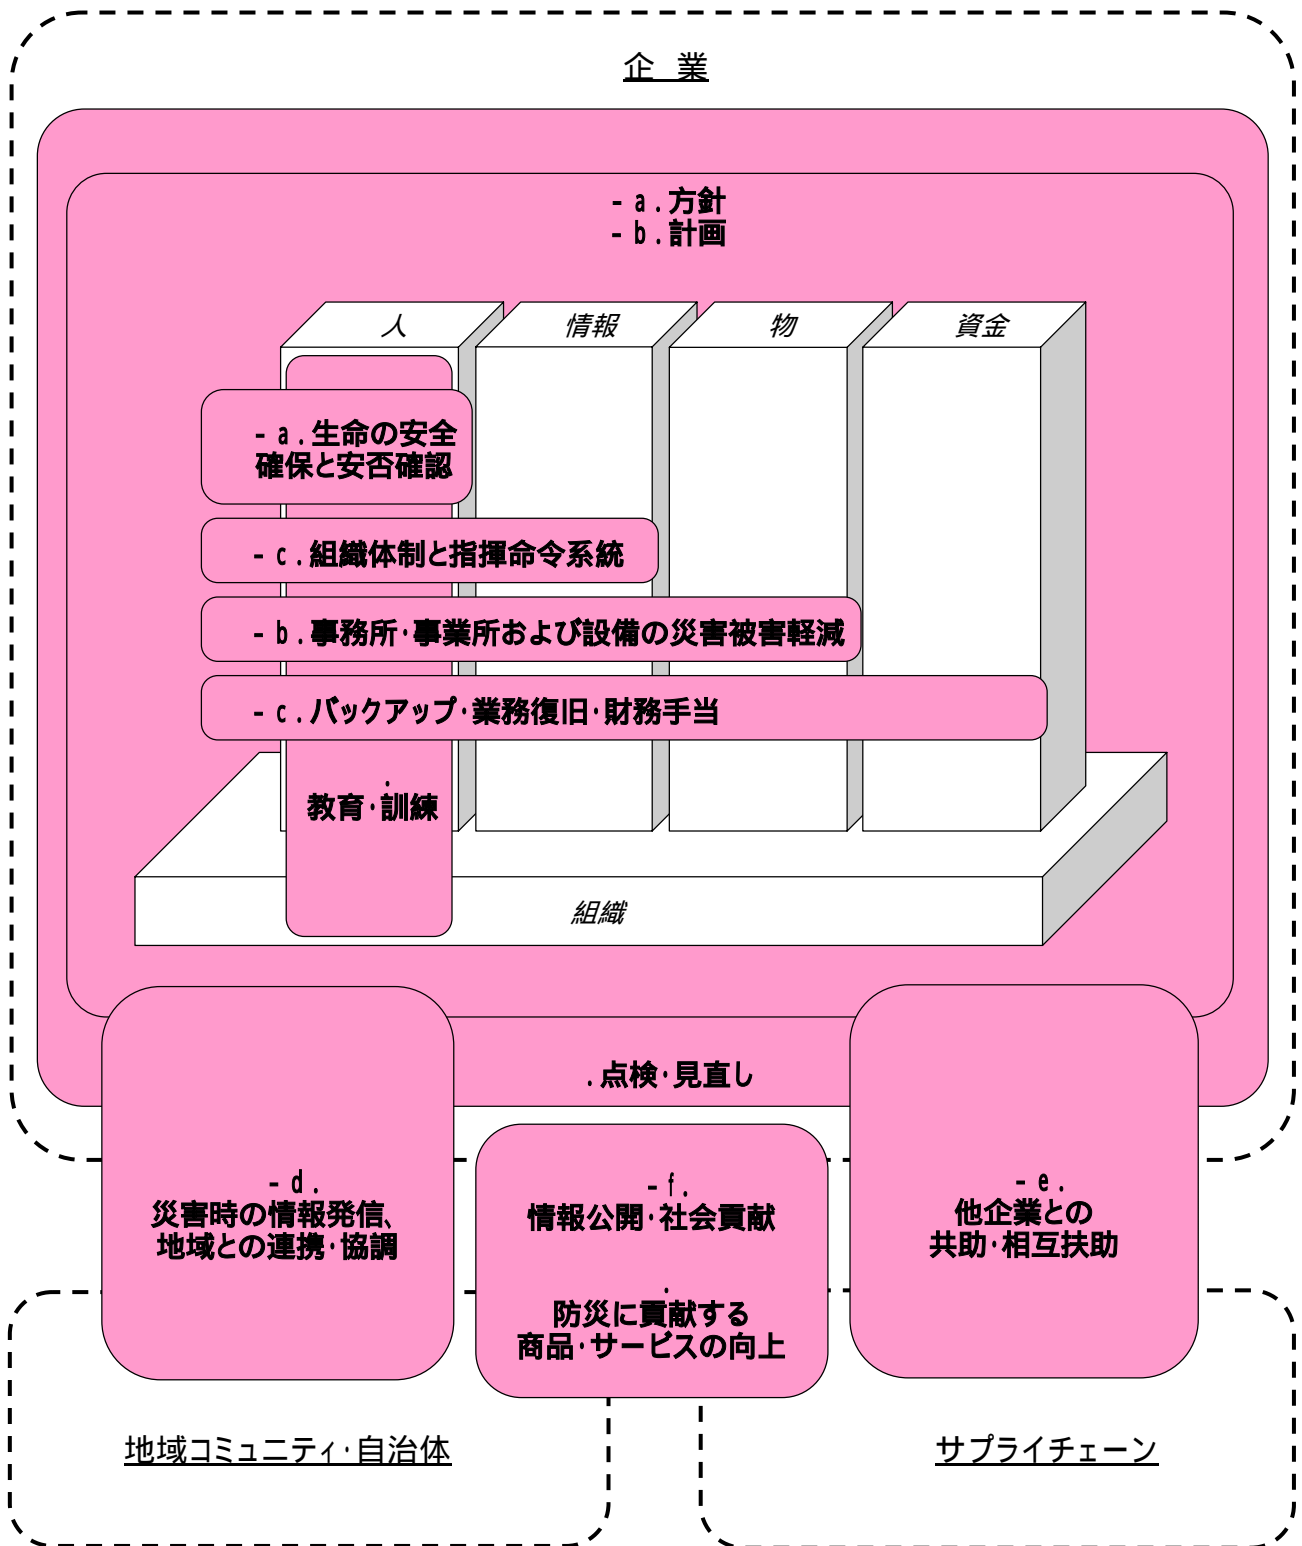 企 業
－ａ．方針
－ｂ．計画
人
情報
物
資金
－ａ．生命の安全
確保と安否確認
－ｃ．組織体制と指揮命令系統
－ｂ．事務所・事業所および設備の災害被害軽減
－ｃ．バックアップ・業務復旧・財務手当
．
教育・訓練
組織
．点検・見直し
－ｄ．
災害時の情報発信、
地域との連携・協調
－ｆ．
情報公開・社会貢献
．
防災に貢献する
商品・サービスの向上
－ｅ．
他企業との
共助・相互扶助
地域コミュニティ・自治体
サプライチェーン